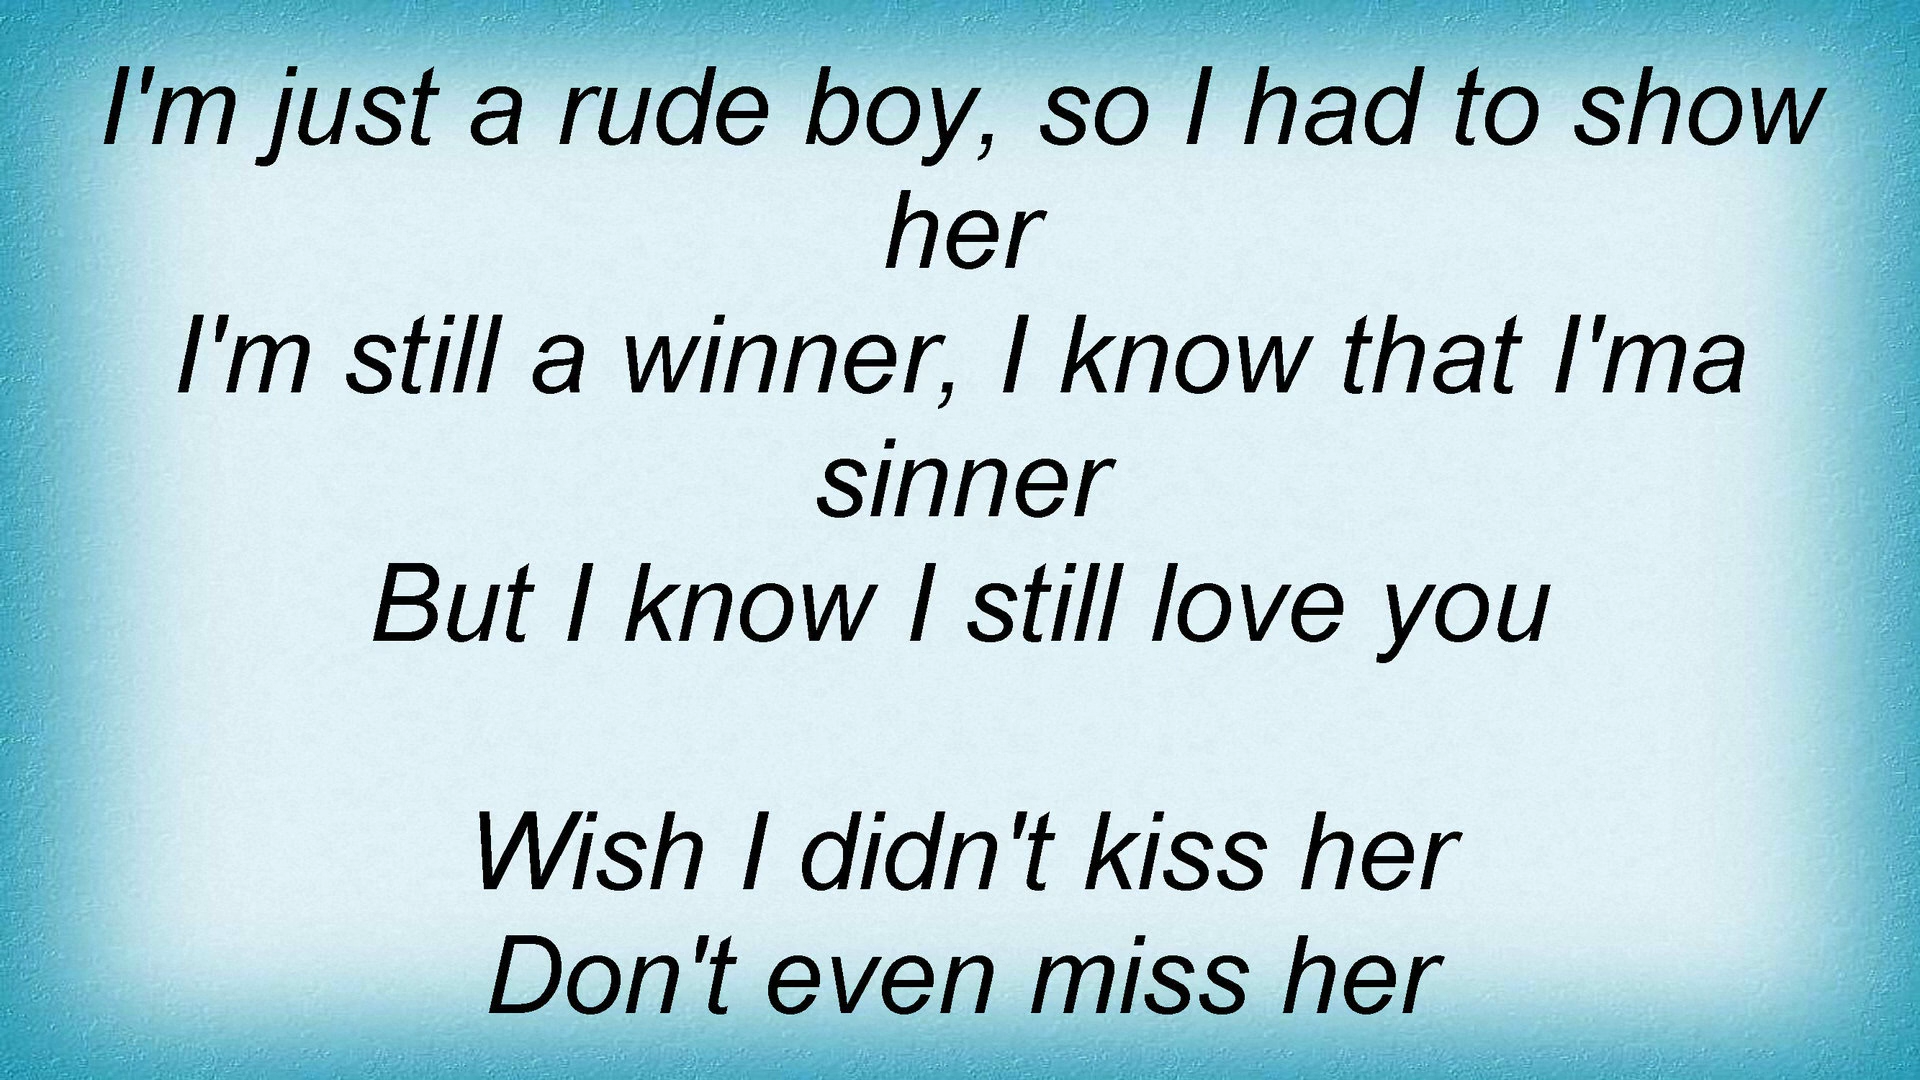 I'm just a rude boy, so I had to show
her
I'm still a winner, I know that I'ma
sinner
But I know I still love you
Wish I didn't kiss her
Don't even miss her